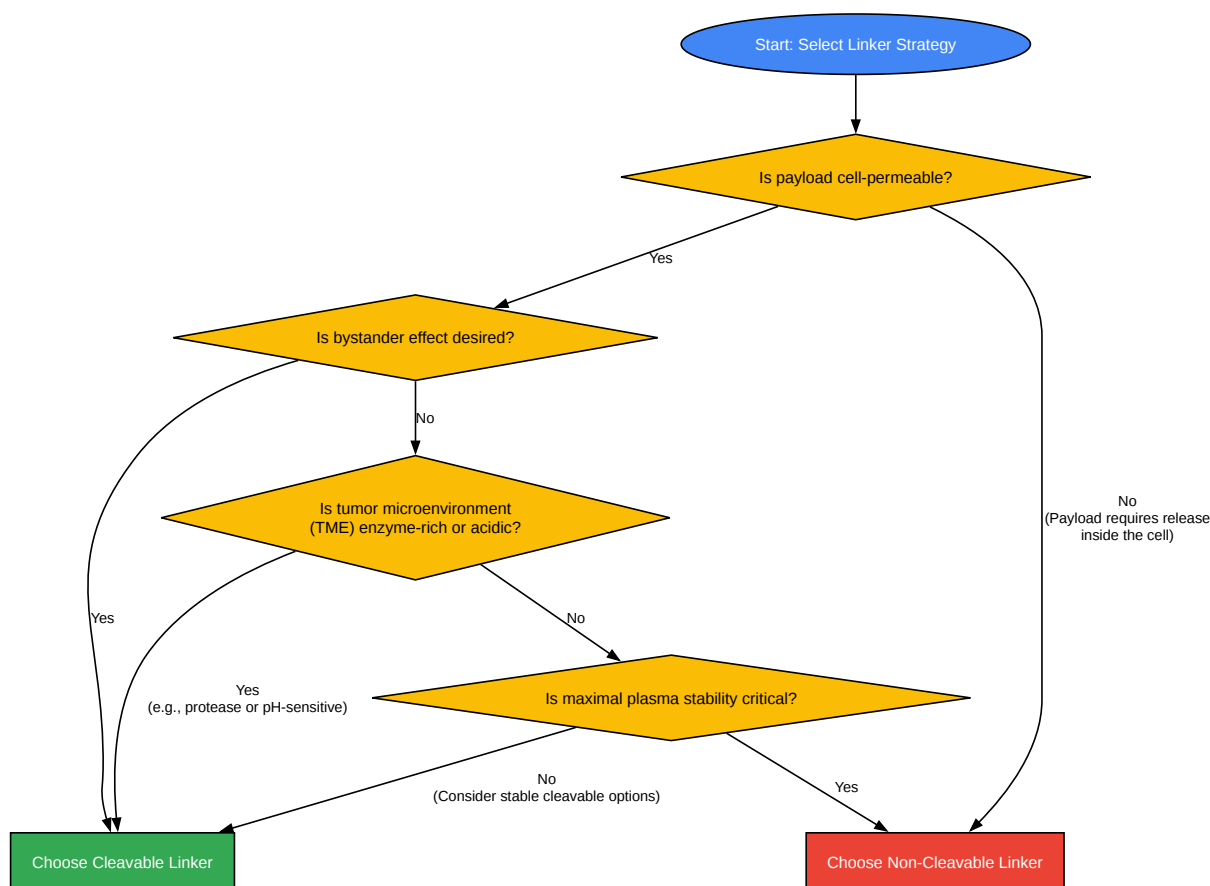 Start: Select Linker Strategy
Is payload cell-permeable?
Yes
Is bystander effect desired?
No
Is tumor microenvironment
(TME) enzyme-rich or acidic?
No
(Payload requires release
inside the cell)
Yes
No
Yes
(e.g., protease or pH-sensitive)
Is maximal plasma stability critical?
No
(Consider stable cleavable options)
Yes
Choose Cleavable Linker
Choose Non-Cleavable Linker